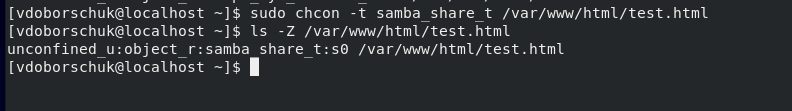 [vdoborschuk@localhost ~]$ sudo chcon -t samba_share_t /var/www/html/test.html
[vdoborschuk@localhost ~]$ ls -Z /var/www/html/test.html
unconfined_u:object_r:samba_share_t:s0 /var/www/html/test.html
[vdoborschuk@localhost ~]$